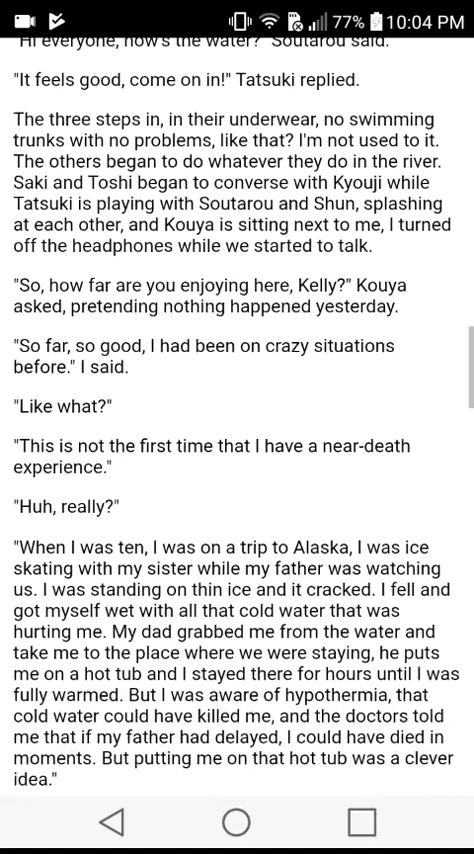 77% 10:04 PM
"Hi everyone, how's the water?" Soutarou said.
"It feels good, come on in!" Tatsuki replied.
The three steps in, in their underwear, no swimming
trunks with no problems, like that? I'm not used to it.
The others began to do whatever they do in the river.
Saki and Toshi began to converse with Kyouji while
Tatsuki is playing with Soutarou and Shun, splashing
at each other, and Kouya is sitting next to me, I turned
off the headphones while we started to talk.
"So, how far are you enjoying here, Kelly?" Kouya
asked, pretending nothing happened yesterday.
"So far, so good, I had been on crazy situations
before." I said.
"Like what?"
"This is not the first time that I have a near-death
experience."
"Huh, really?"
"When I was ten, I was on a trip to Alaska, I was ice
skating with my sister while my father was watching
us. I was standing on thin ice and it cracked. I fell and
got myself wet with all that cold water that was
hurting me. My dad grabbed me from the water and
take me to the place where we were staying, he puts
me on a hot tub and I stayed there for hours until I was
fully warmed. But I was aware of hypothermia, that
cold water could have killed me, and the doctors told
me that if my father had delayed, I could have died in
moments. But putting me on that hot tub was a clever
idea."